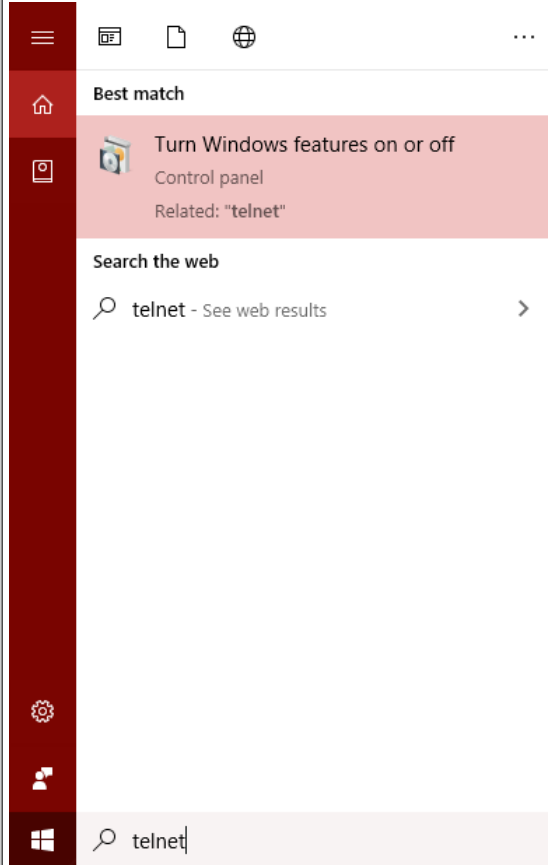 Best match
Turn Windows features on or off
Control panel
Related: "telnet"
Search the web
telnet - See web results
telnet